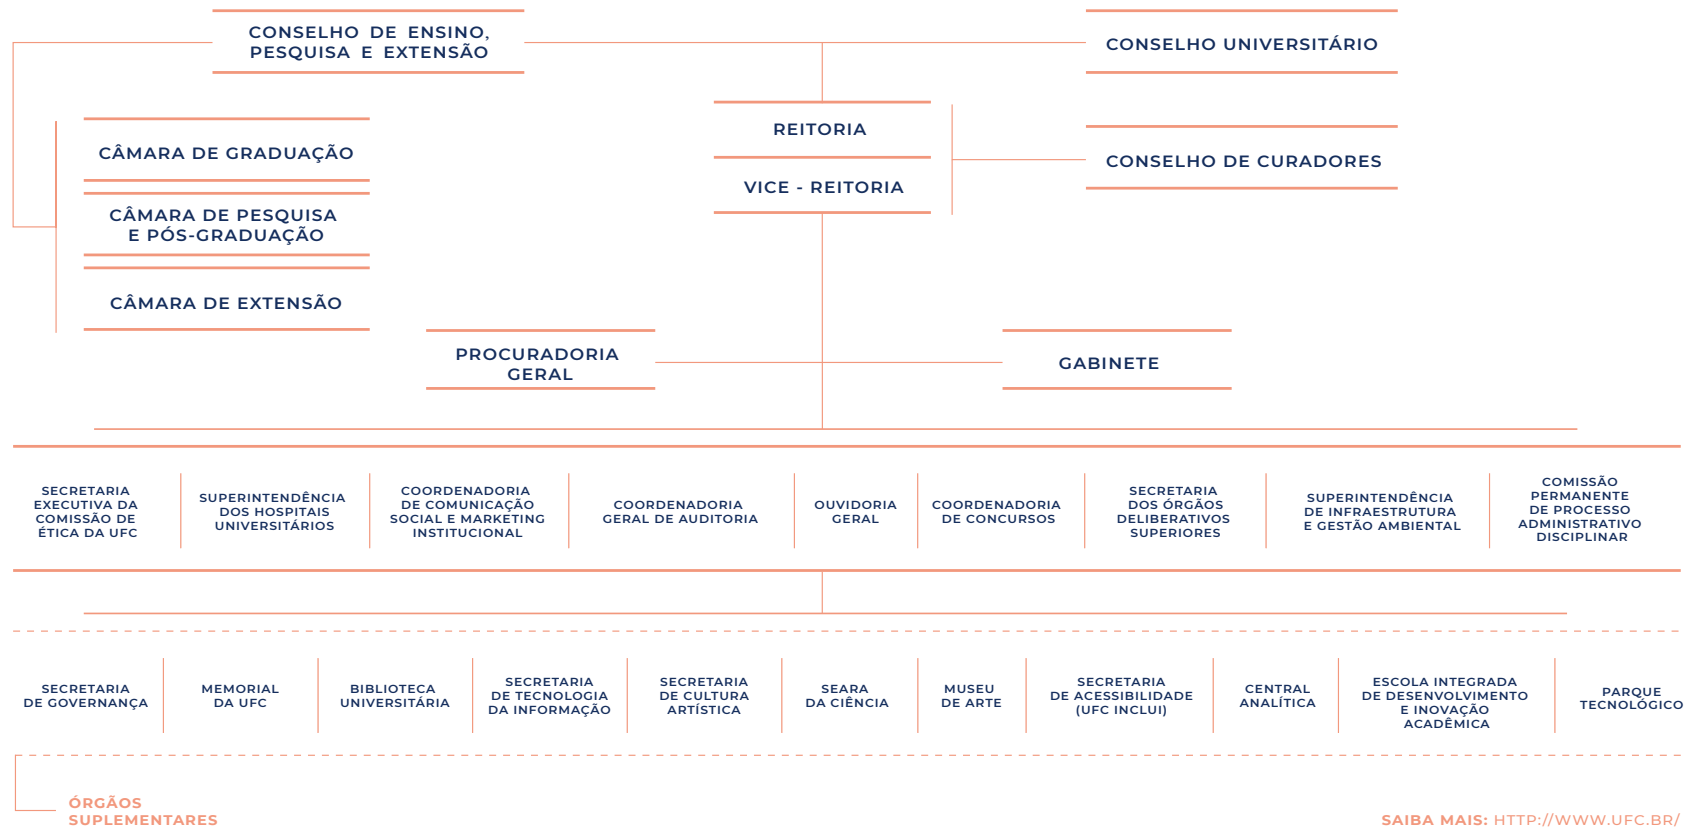 CONSELHO DE ENSINO,
PESQUISA E EXTENSÃO
CONSELHO UNIVERSITÁRIO
REITORIA
VICE - REITORIA
CONSELHO DE CURADORES
CÂMARA DE GRADUAÇÃO
CÂMARA DE PESQUISA
E PÓS-GRADUAÇÃO
CÂMARA DE EXTENSÃO
PROCURADORIA
GERAL
GABINETE
SECRETARIA
EXECUTIVA DA
COMISSÃO DE
ÉTICA DA UFC
SUPERINTENDÊNCIA
DOS HOSPITAIS
UNIVERSITÁRIOS
COORDENADORIA
DE COMUNICAÇÃO
SOCIAL E MARKETING
INSTITUCIONAL
COORDENADORIA
GERAL DE AUDITORIA
OUVIDORIA
GERAL
COORDENADORIA
DE CONCURSOS
SECRETARIA
DOS ÓRGÃOS
DELIBERATIVOS
SUPERIORES
SUPERINTENDÊNCIA
DE INFRAESTRUTURA
E GESTÃO AMBIENTAL
COMISSÃO
PERMANENTE
DE PROCESSO
ADMINISTRATIVO
DISCIPLINAR
SECRETARIA
DE GOVERNANÇA
MEMORIAL
DA UFC
BIBLIOTECA
UNIVERSITÁRIA
SECRETARIA
DE TECNOLOGIA
DA INFORMAÇÃO
SECRETARIA
DE CULTURA
ARTÍSTICA
SEARA
DA CIÊNCIA
MUSEU
DE ARTE
SECRETARIA
DE ACESSIBILIDADE
(UFC INCLUI)
CENTRAL
ANALÍTICA
ESCOLA INTEGRADA
DE DESENVOLVIMENTO
E INOVAÇÃO
ACADÊMICA
PARQUE
TECNOLÓGICO
ÓRGÃOS
SUPLEMENTARES
SAIBA MAIS: HTTP://WWW.UFC.BR/